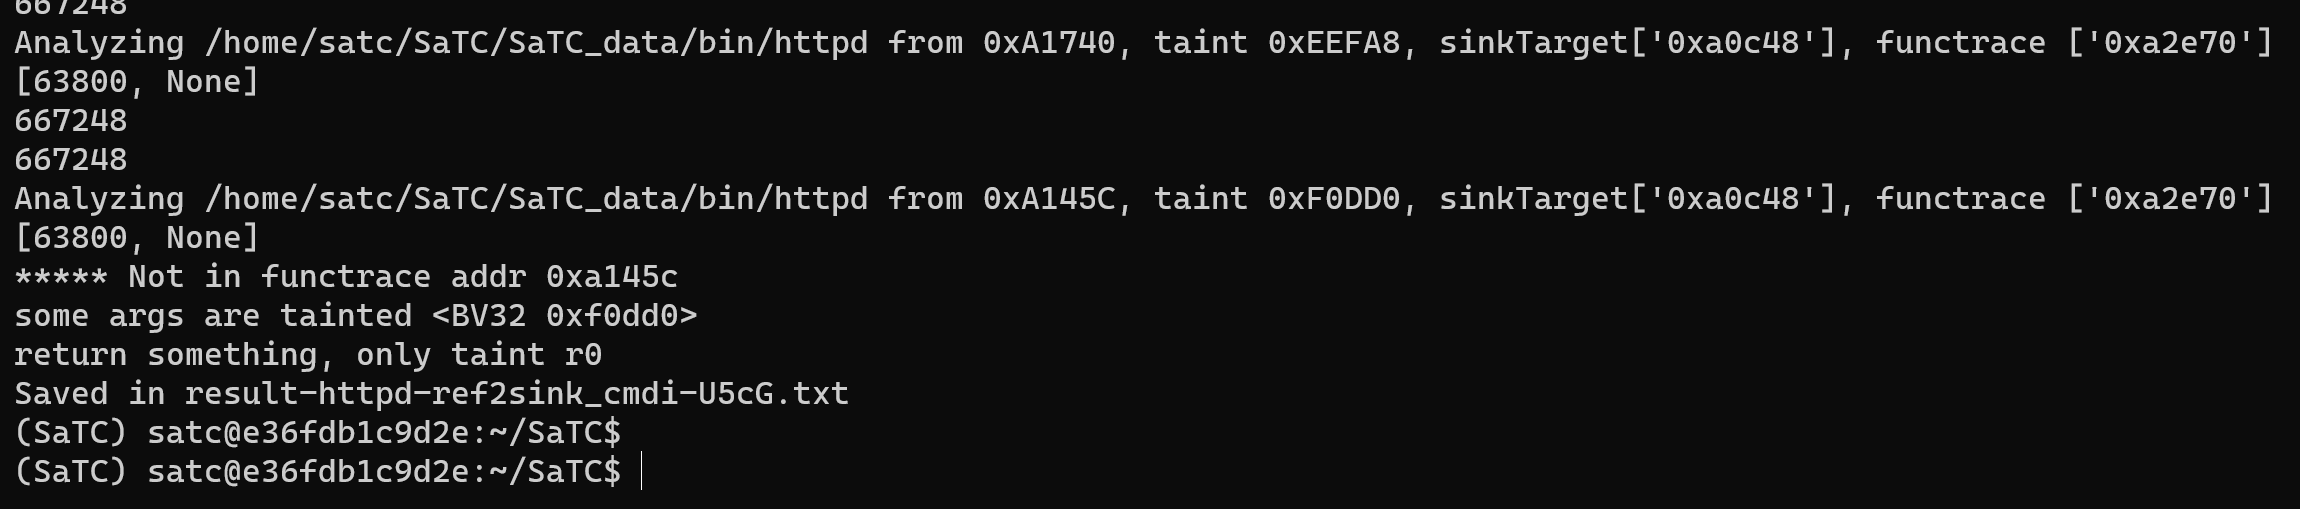 667248
Analyzing /home/satc/SaTC/SaTC_data/bin/httpd from 0xA1740, taint 0xEEFA8, sinkTarget['0xa0c48'], functrace ['0xa2e70']
[63800, None]
667248
667248
Analyzing /home/satc/SaTC/SaTC_data/bin/httpd from 0xA145C, taint 0xF0DD0, sinkTarget['0xa0c48'], functrace ['0xa2e70']
[63800, None]
***** Not in functrace addr 0xa145c
some args are tainted <BV32 0xf0dd0>
return something, only taint r0
Saved in result-httpd-ref2sink_cmdi-U5cG.txt
(SaTC) satc@e36fdb1c9d2e:~/SaTC$
(SaTC) satc@e36fdb1c9d2e:~/SaTC$